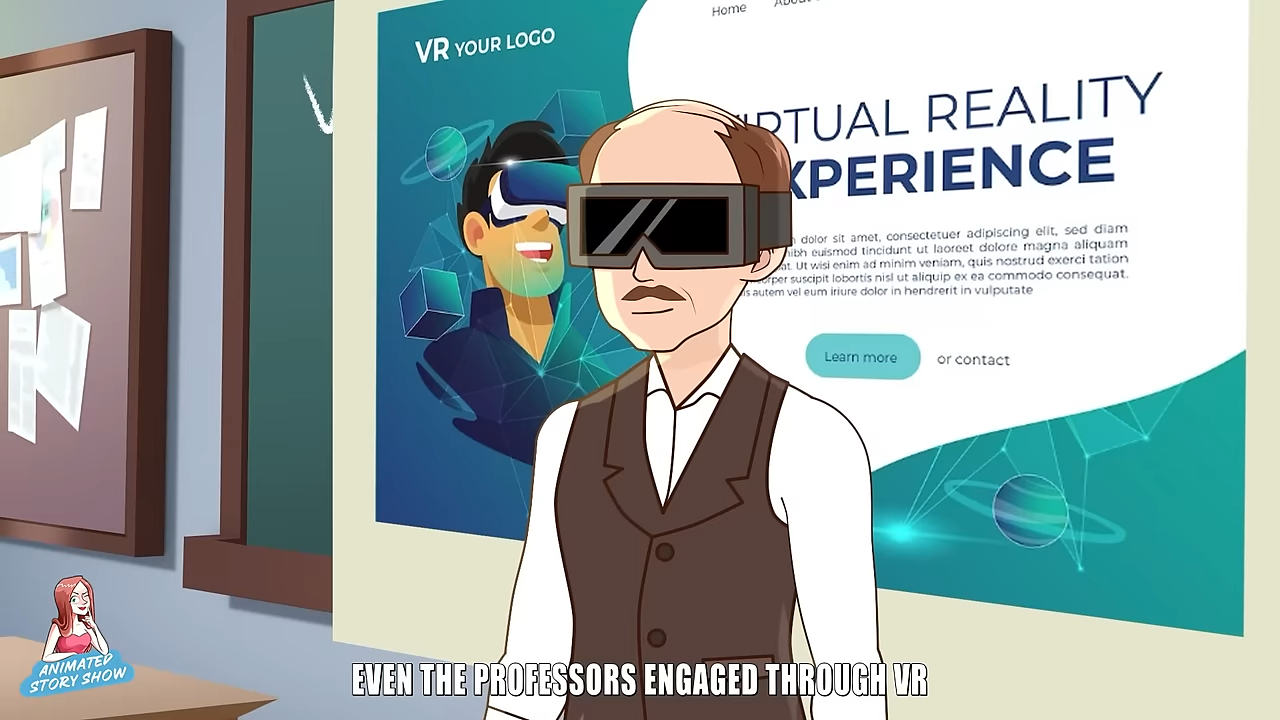 Home
VR YOUR LOGO
VIRTUAL REALITY
EXPERIENCE
dolor sit amet, consectetuer adipiscing elit, sed diam
nibh euismod tincidunt ut laoreet dolore magna aliquam
Ut wisi enim ad minim veniam, quis nostrud exerci tation
suscipit lobortis nisl ut aliquip ex ea commodo consequat.
autem vel eum iriure dolor in hendrerit in vulputate
Learn more
or contact
ANIMATED
STORY SHOW
EVEN THE PROFESSORS ENGAGED THROUGH VR